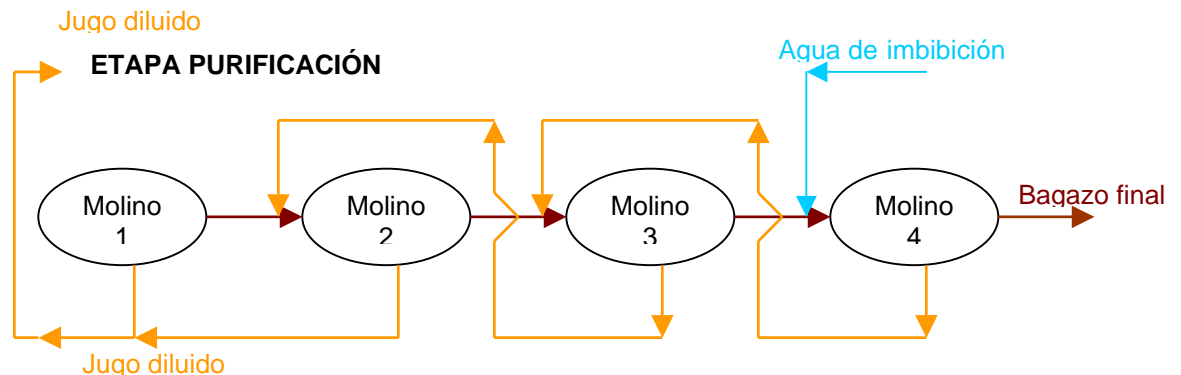 Jugo diluido
ETAPA PURIFICACIÓN
Agua de imbibición
Molino
1
Molino
2
Molino
3
Molino
4
Bagazo final
Jugo diluido